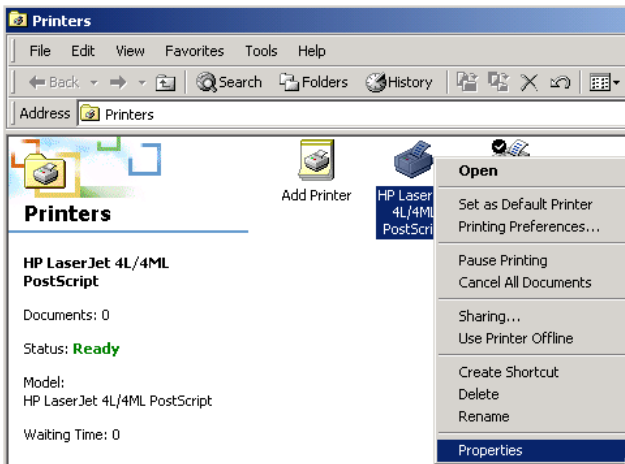 Printers
File Edit View Favorites Tools Help
Back Search Folders History
Address Printers
Printers
HP LaserJet 4L/4ML
PostScript
Documents: 0
Status: Ready
Model:
HP LaserJet 4L/4ML PostScript
Waiting Time: 0
Add Printer
HP Laser
4L/4ML
PostScri
Open
Set as Default Printer
Printing Preferences...
Pause Printing
Cancel All Documents
Sharing...
Use Printer Offline
Create Shortcut
Delete
Rename
Properties